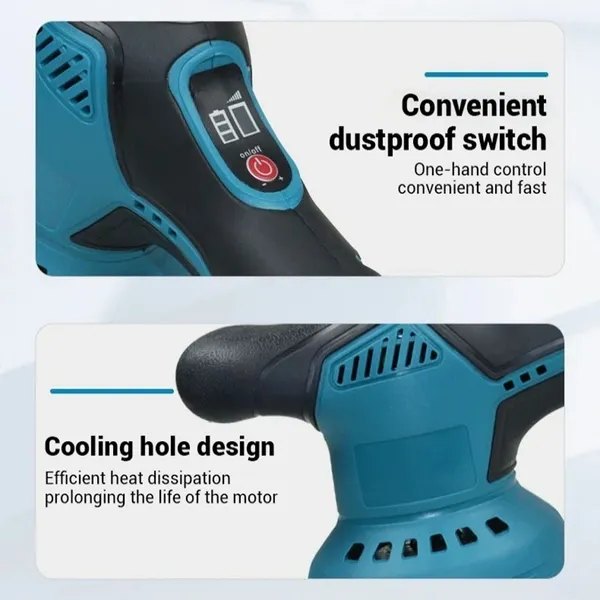 Convenient
dustproof switch
One-hand control
convenient and fast
on/off
- +
Cooling hole design
Efficient heat dissipation
prolonging the life of the motor